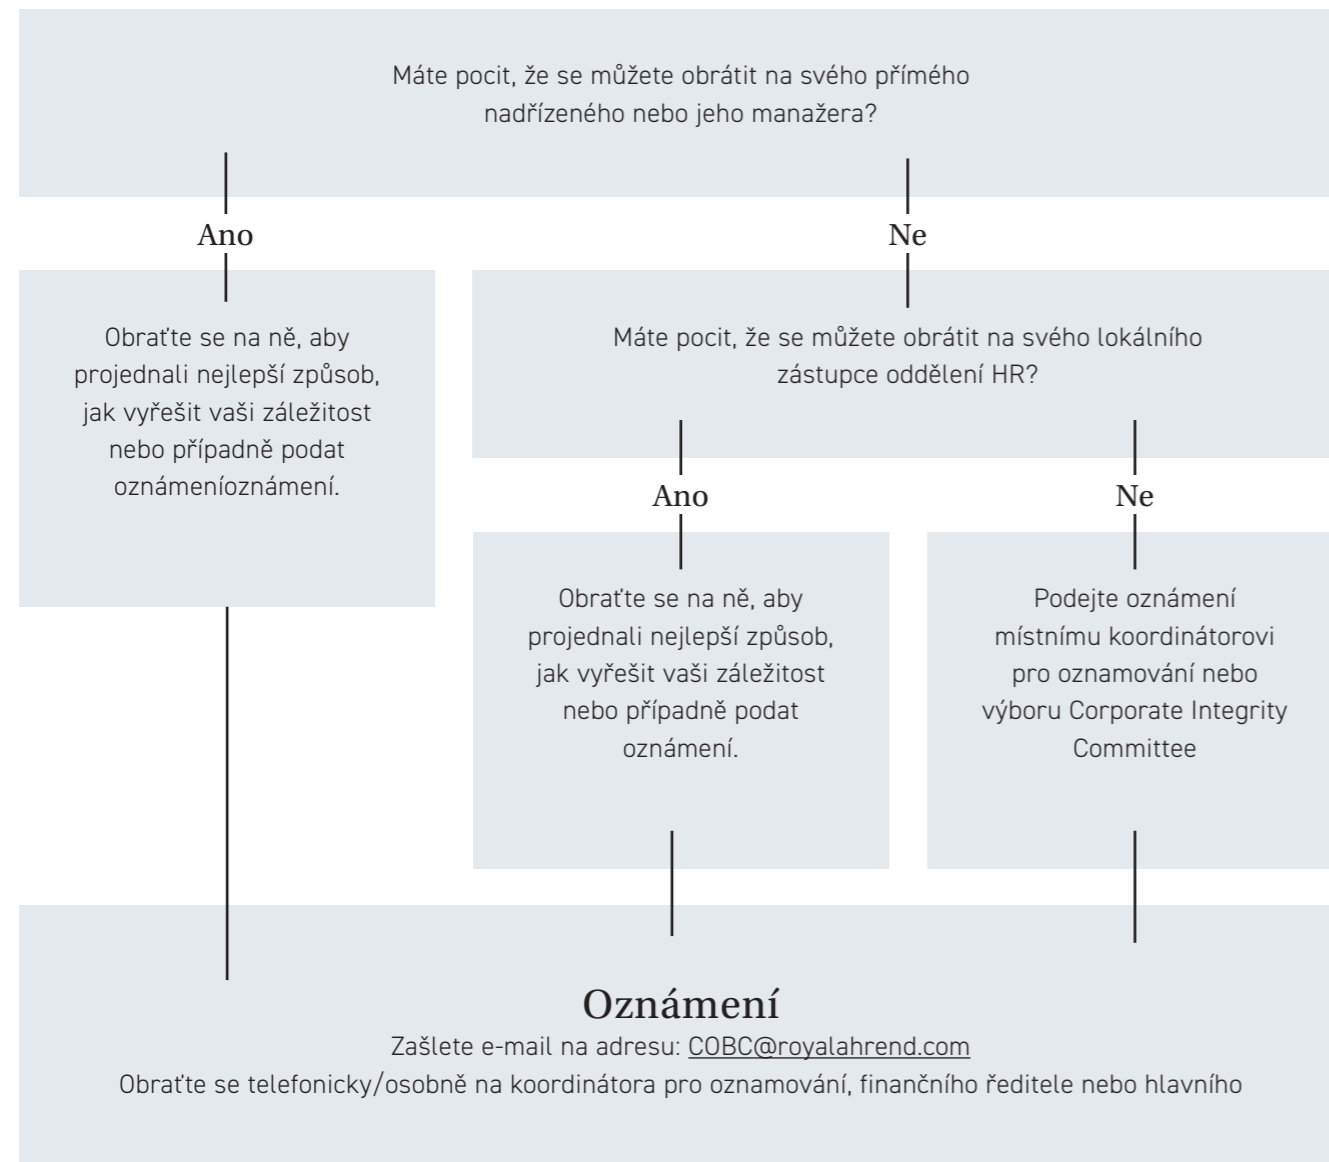 Máte pocit, že se můžete obrátit na svého přímého
nadřízeného nebo jeho manažera?
Ano
Ne
Obraťte se na ně, aby
projednali nejlepší způsob,
jak vyřešit vaši záležitost
nebo případně podat
oznámeníoznámení.
Máte pocit, že se můžete obrátit na svého lokálního
zástupce oddělení HR?
Ano
Ne
Obraťte se na ně, aby
projednali nejlepší způsob,
jak vyřešit vaši záležitost
nebo případně podat
oznámení.
Podejte oznámení
místnímu koordinátorovi
pro oznamování nebo
výboru Corporate Integrity
Committee
Oznámení
Zašlete e-mail na adresu: COBC@royalahrend.com
Obraťte se telefonicky/osobně na koordinátora pro oznamování, finančního ředitele nebo hlavního